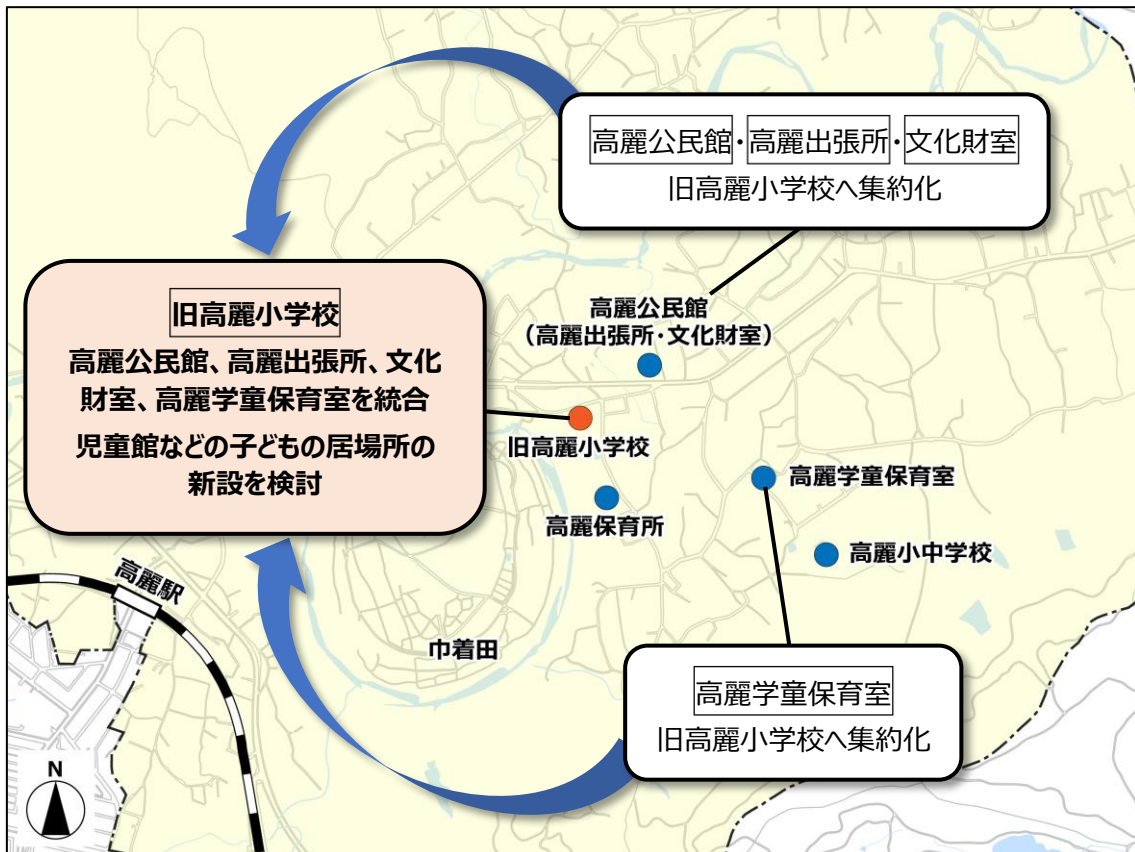 高麗公民館・高麗出張所・文化財室
旧高麗小学校へ集約化
旧高麗小学校
高麗公民館、高麗出張所、文化
財室、高麗学童保育室を統合
児童館などの子どもの居場所の
新設を検討
高麗公民館
（高麗出張所・文化財室）
旧高麗小学校
高麗学童保育室
高麗保育所
高麗小中学校
高麗駅
巾着田
高麗学童保育室
旧高麗小学校へ集約化
N